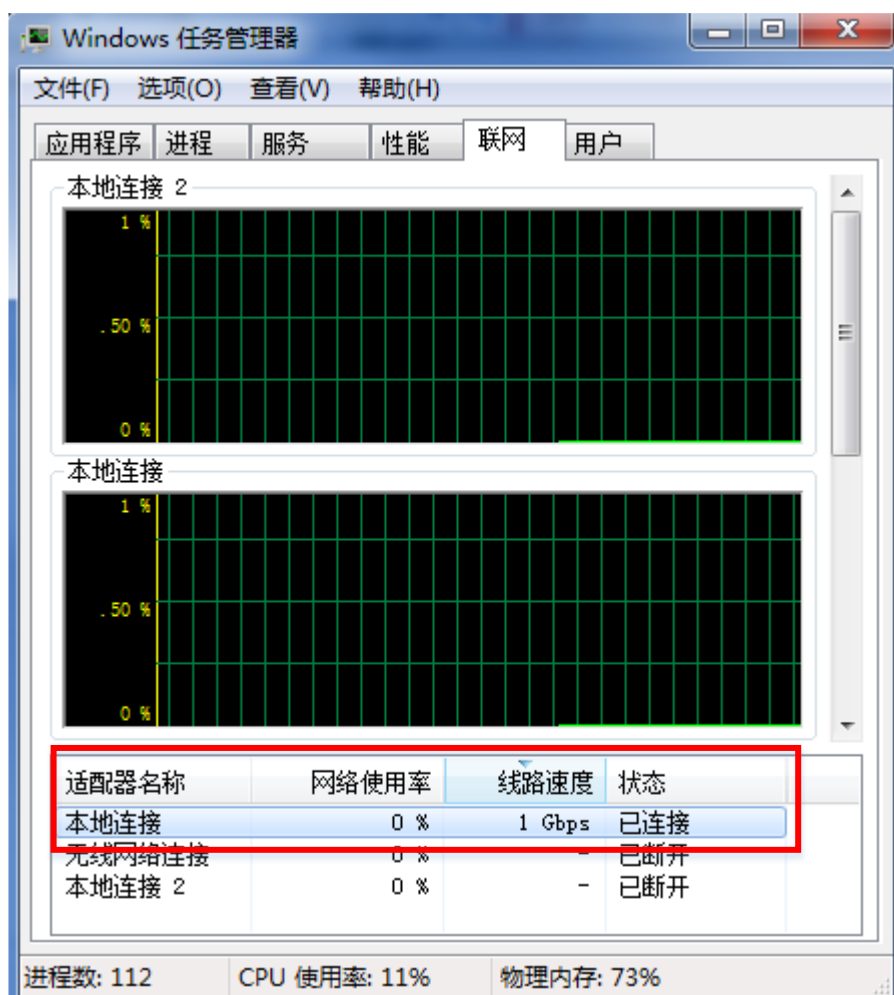 Windows 任务管理器
文件(F) 选项(O) 查看(V) 帮助(H)
应用程序 进程 服务 性能 联网 用户
本地连接 2
1 %
.50 %
0 %
本地连接
1 %
.50 %
0 %
适配器名称 网络使用率 线路速度 状态
本地连接 0 % 1 Gbps 已连接
无线网络连接 0 % - 已断开
本地连接 2 0 % - 已断开
进程数: 112 CPU 使用率: 11% 物理内存: 73%